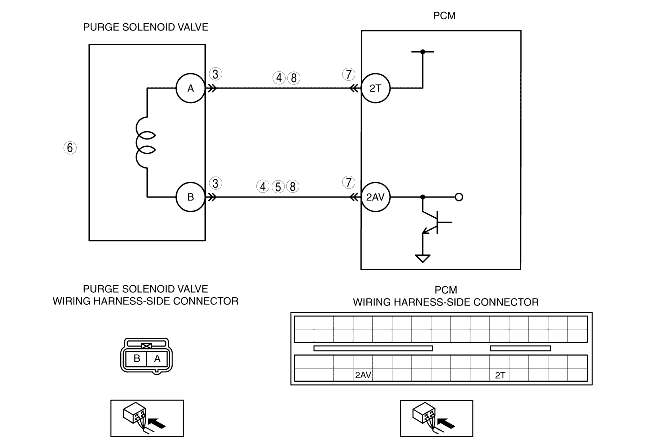 PURGE SOLENOID VALVE
PCM
A
3
4 8
7
2T
6
B
3
4 5 8
7
2AV
PURGE SOLENOID VALVE
WIRING HARNESS-SIDE CONNECTOR
PCM
WIRING HARNESS-SIDE CONNECTOR
B A
2AV
2T